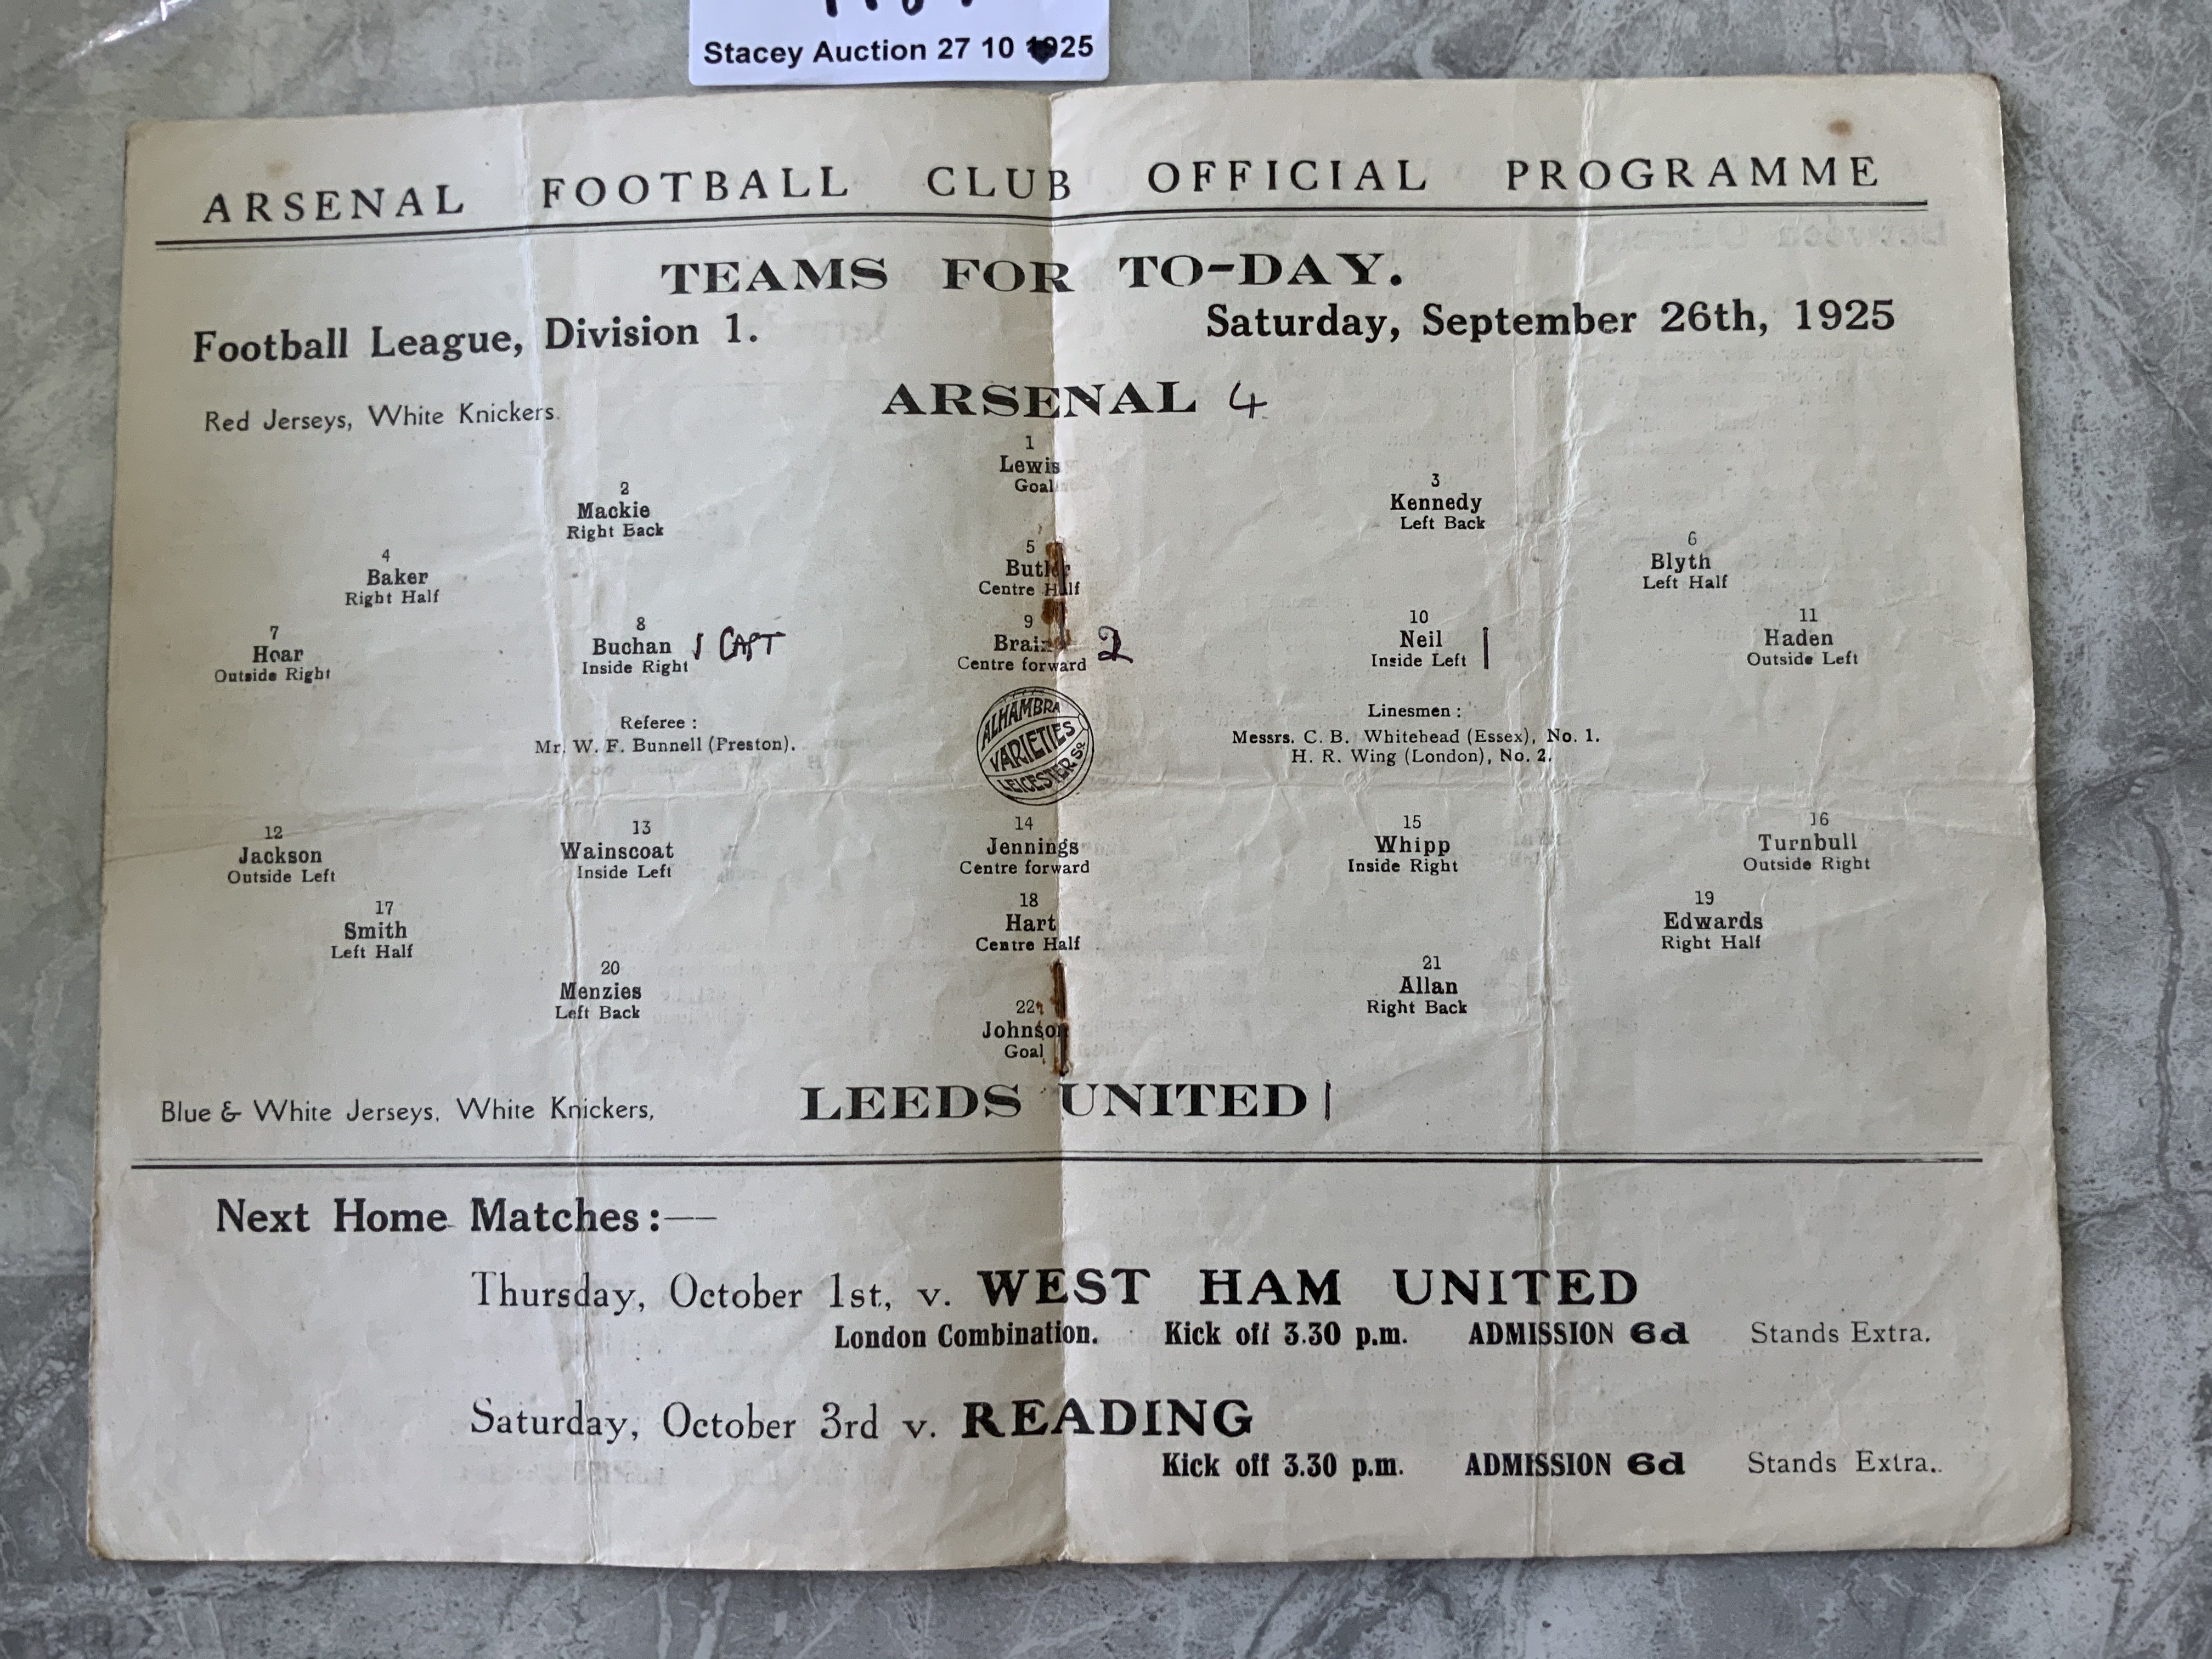 Stacey Auction 27 10 1925
ARSENAL FOOTBALL CLUB OFFICIAL PROGRAMME
TEAMS FOR TO-DAY.
Football League, Division 1. Saturday, September 26th, 1925
Red Jerseys, White Knickers. ARSENAL 4
1
Lewis
Goal
2 3
Mackie Kennedy
Right Back Left Back
4 5 6
Baker Butler Blyth
Right Half Centre Half Left Half
7 8 9 10 11
Hoar Buchan 1 CAPT Brain 2 Neil 1 Haden
Outside Right Inside Right Centre forward Inside Left Outside Left
Referee : Linesmen :
Mr. W. F. Bunnell (Preston). Messrs. C. B. Whitehead (Essex), No. 1.
H. R. Wing (London), No. 2.
ALHAMBRA
VARIETIES
LEICESTER Sq
12 13 14 15 16
Jackson Wainscoat Jennings Whipp Turnbull
Outside Left Inside Left Centre forward Inside Right Outside Right
17 18 19
Smith Hart Edwards
Left Half Centre Half Right Half
20 21
Menzies Allan
Left Back Right Back
22
Johnson
Goal
Blue & White Jerseys, White Knickers, LEEDS UNITED 1
Next Home Matches:—
Thursday, October 1st, v. WEST HAM UNITED
London Combination. Kick off 3.30 p.m. ADMISSION 6d Stands Extra.
Saturday, October 3rd v. READING
Kick off 3.30 p.m. ADMISSION 6d Stands Extra.